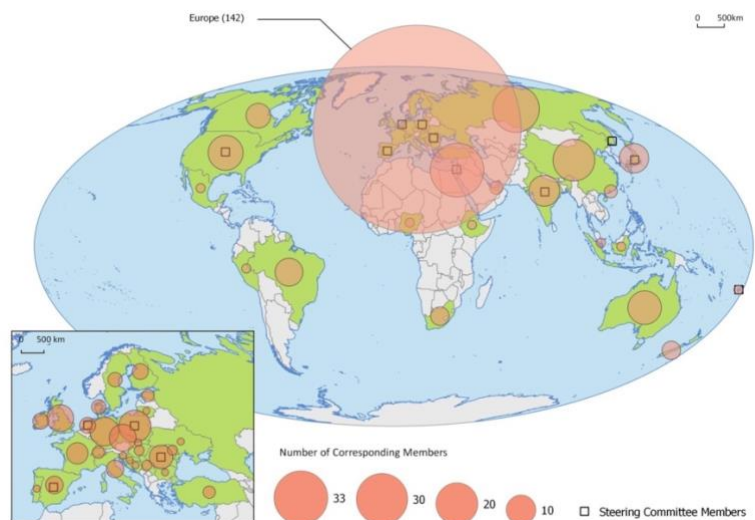 Europe (142)
0 500km
0 500 km
Number of Corresponding Members
33
30
20
10
Steering Committee Members